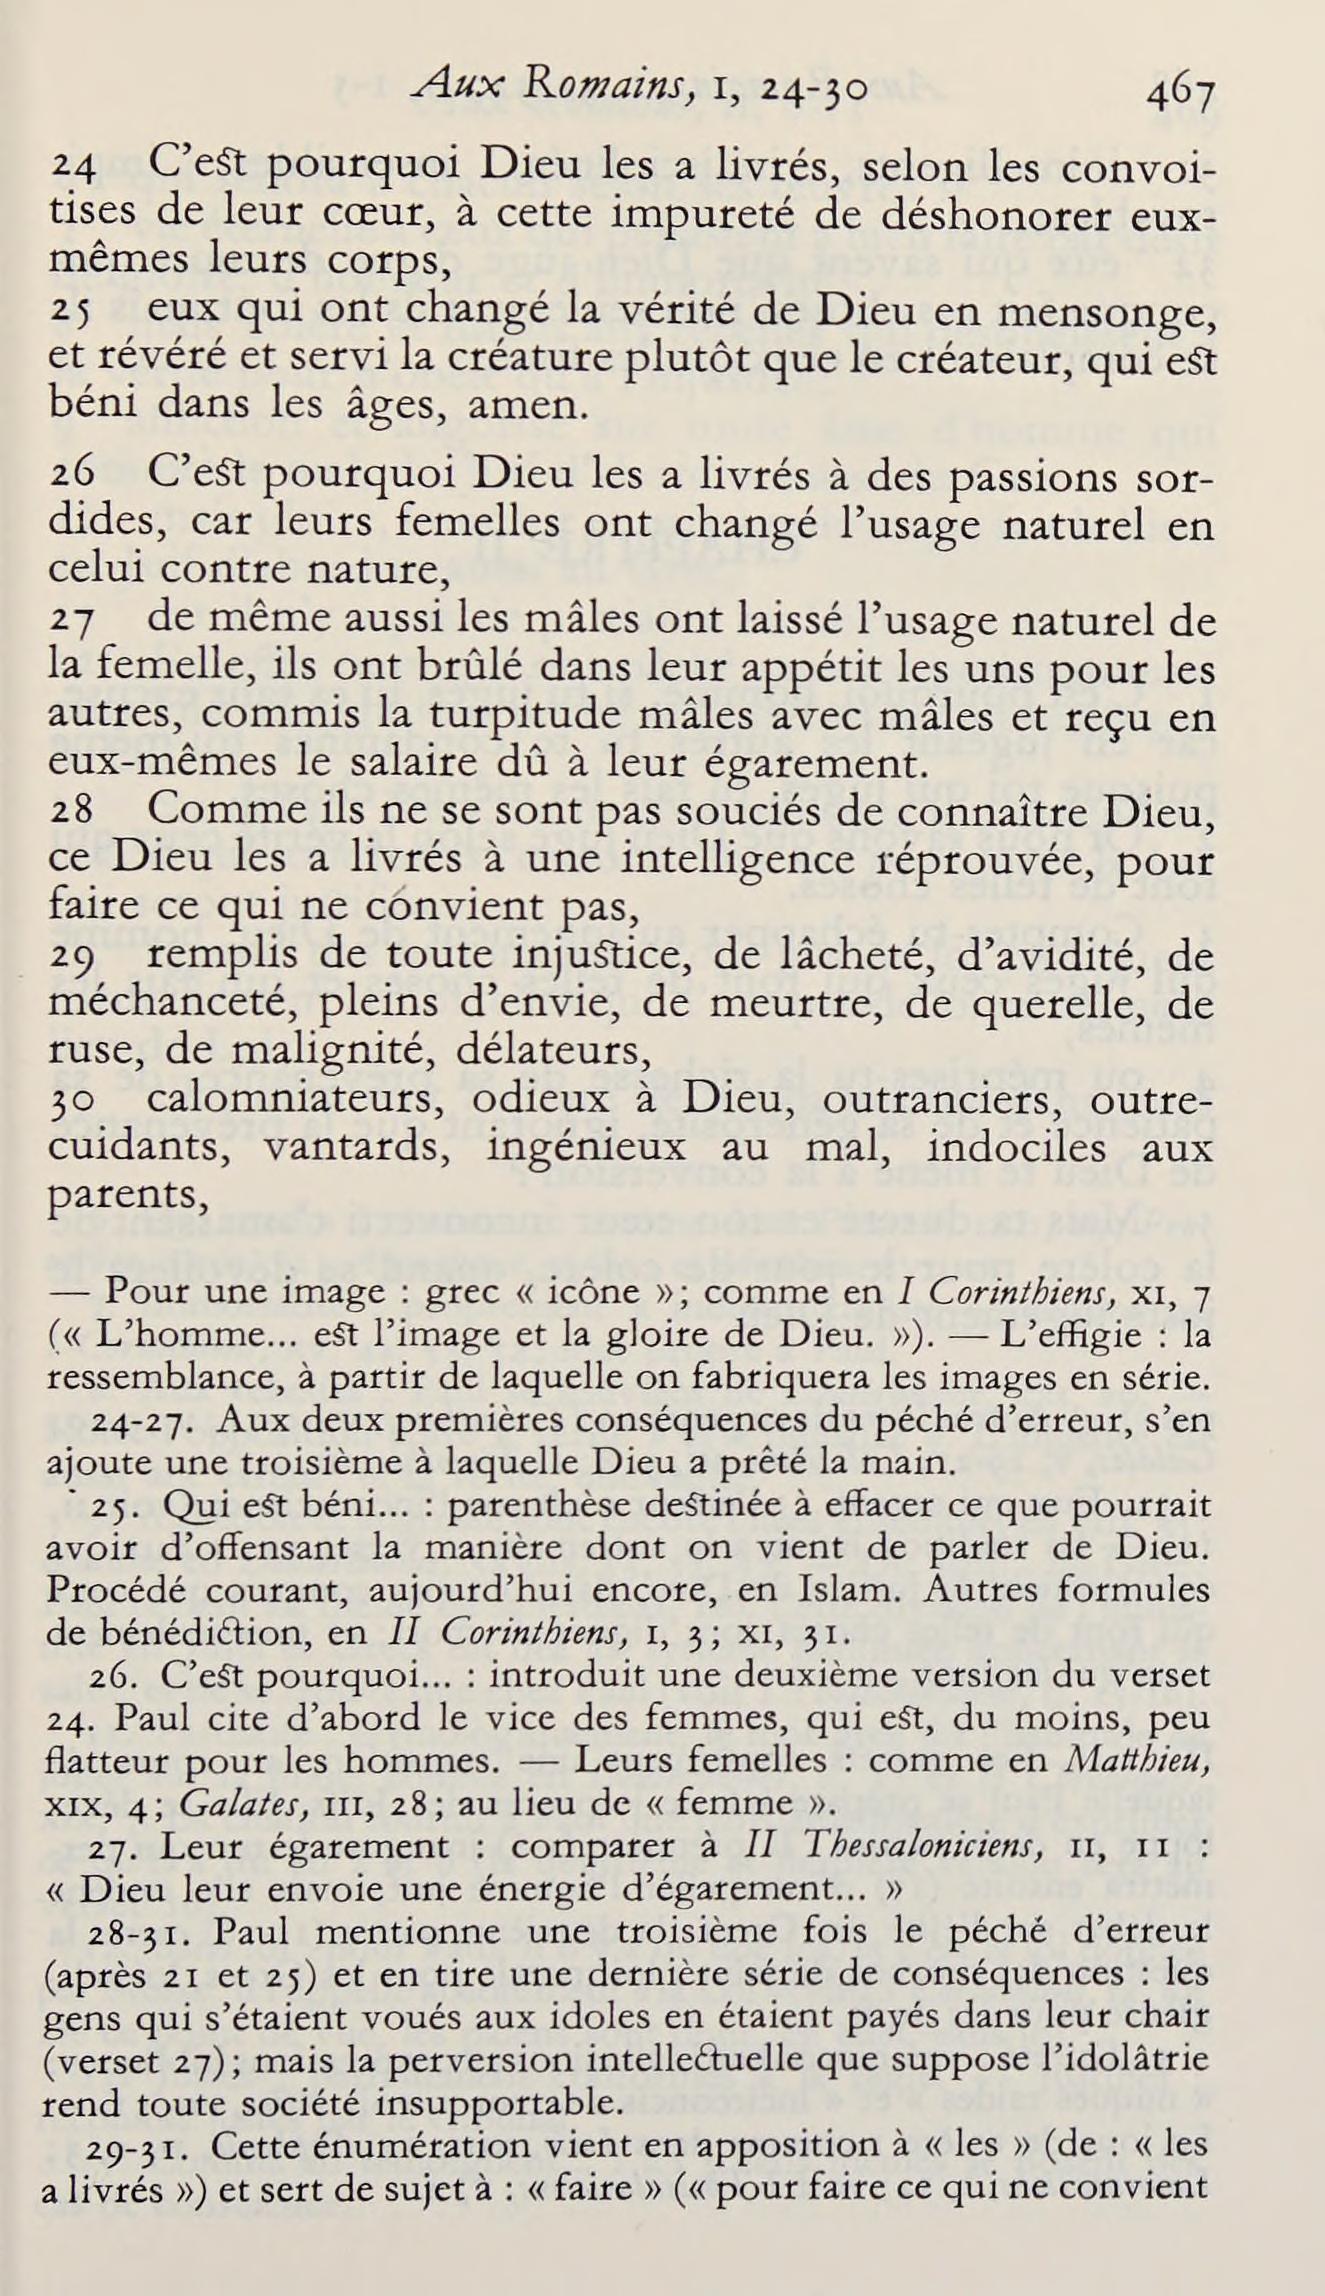 Aux Romains, I, 24-30 467
24 C’est pourquoi Dieu les a livrés, selon les convoi-
tises de leur cœur, à cette impureté de déshonorer eux-
mêmes leurs corps,
25 eux qui ont changé la vérité de Dieu en mensonge,
et révéré et servi la créature plutôt que le créateur, qui est
béni dans les âges, amen.
26 C’est pourquoi Dieu les a livrés à des passions sor-
dides, car leurs femelles ont changé l’usage naturel en
celui contre nature,
27 de même aussi les mâles ont laissé l’usage naturel de
la femelle, ils ont brûlé dans leur appétit les uns pour les
autres, commis la turpitude mâles avec mâles et reçu en
eux-mêmes le salaire dû à leur égarement.
28 Comme ils ne se sont pas souciés de connaître Dieu,
ce Dieu les a livrés à une intelligence réprouvée, pour
faire ce qui ne convient pas,
29 remplis de toute injustice, de lâcheté, d’avidité, de
méchanceté, pleins d’envie, de meurtre, de querelle, de
ruse, de malignité, délateurs,
30 calomniateurs, odieux à Dieu, outranciers, outre-
cuidants, vantards, ingénieux au mal, indociles aux
parents,
— Pour une image : grec « icône »; comme en I Corinthiens, XI, 7
(« L’homme... est l’image et la gloire de Dieu. »). — L’effigie : la
ressemblance, à partir de laquelle on fabriquera les images en série.
24-27. Aux deux premières conséquences du péché d’erreur, s’en
ajoute une troisième à laquelle Dieu a prêté la main.
25. Qui est béni... : parenthèse destinée à effacer ce que pourrait
avoir d’offensant la manière dont on vient de parler de Dieu.
Procédé courant, aujourd’hui encore, en Islam. Autres formules
de bénédiction, en II Corinthiens, I, 3; XI, 31.
26. C’est pourquoi... : introduit une deuxième version du verset
24. Paul cite d’abord le vice des femmes, qui est, du moins, peu
flatteur pour les hommes. — Leurs femelles : comme en Matthieu,
XIX, 4; Galates, III, 28; au lieu de « femme ».
27. Leur égarement : comparer à II Thessaloniciens, II, 11 :
« Dieu leur envoie une énergie d’égarement... »
28-31. Paul mentionne une troisième fois le péché d’erreur
(après 21 et 25) et en tire une dernière série de conséquences : les
gens qui s’étaient voués aux idoles en étaient payés dans leur chair
(verset 27); mais la perversion intellectuelle que suppose l’idolâtrie
rend toute société insupportable.
29-31. Cette énumération vient en apposition à « les » (de : « les
a livrés ») et sert de sujet à : « faire » (« pour faire ce qui ne convient